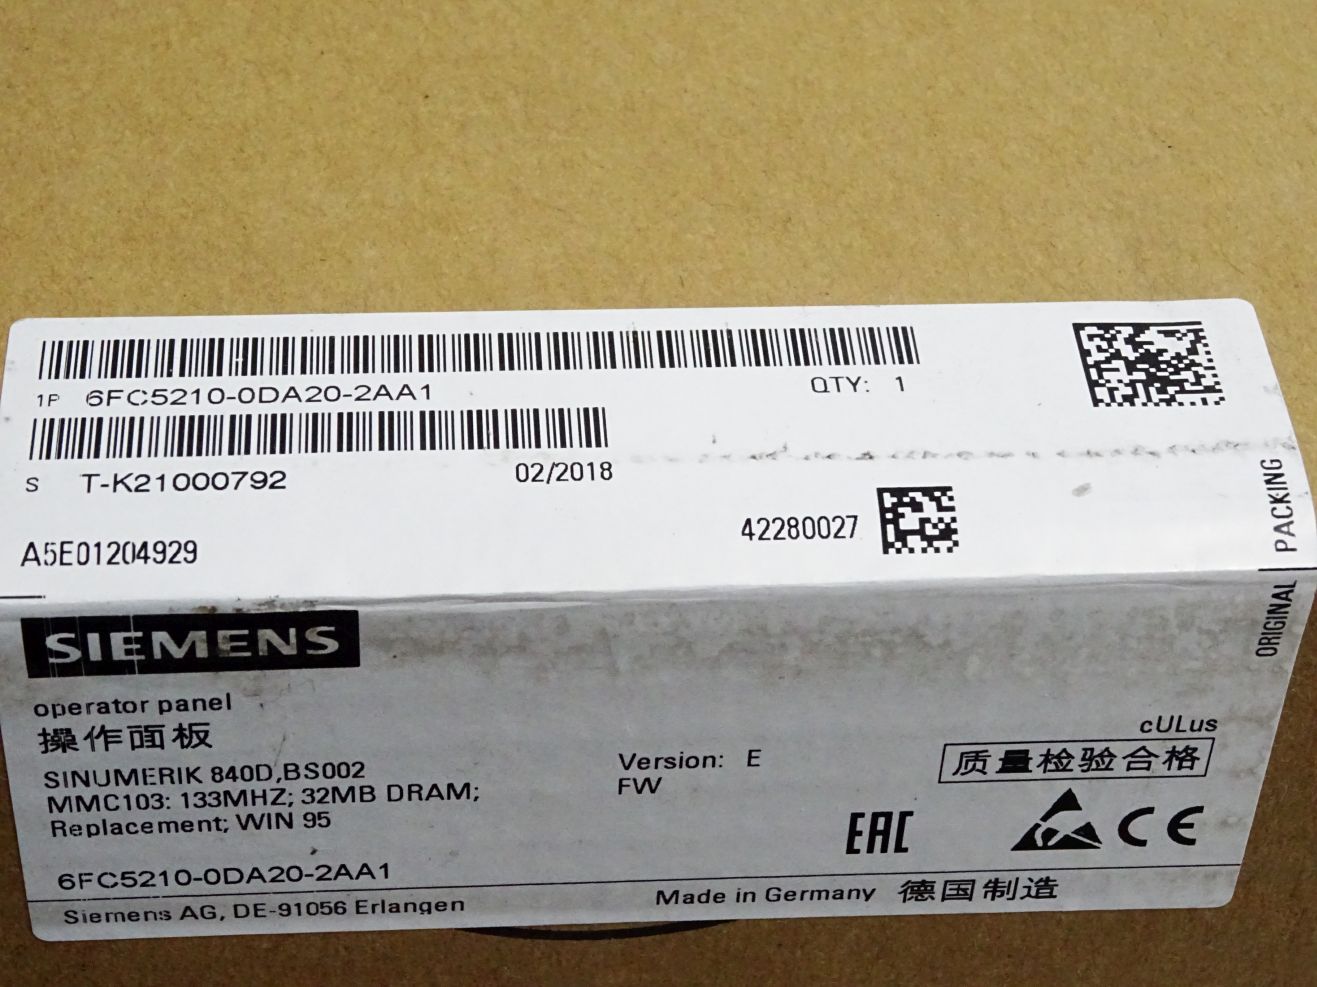 1P 6FC5210-0DA20-2AA1 QTY: 1
S T-K21000792 02/2018
A5E01204929 42280027
ORIGINAL PACKING
SIEMENS
operator panel
操作面板
SINUMERIK 840D,BS002
MMC103: 133MHZ; 32MB DRAM;
Replacement; WIN 95
Version: E
FW
cULus
质量检验合格
EAC CE
6FC5210-0DA20-2AA1
Siemens AG, DE-91056 Erlangen
Made in Germany 德国制造